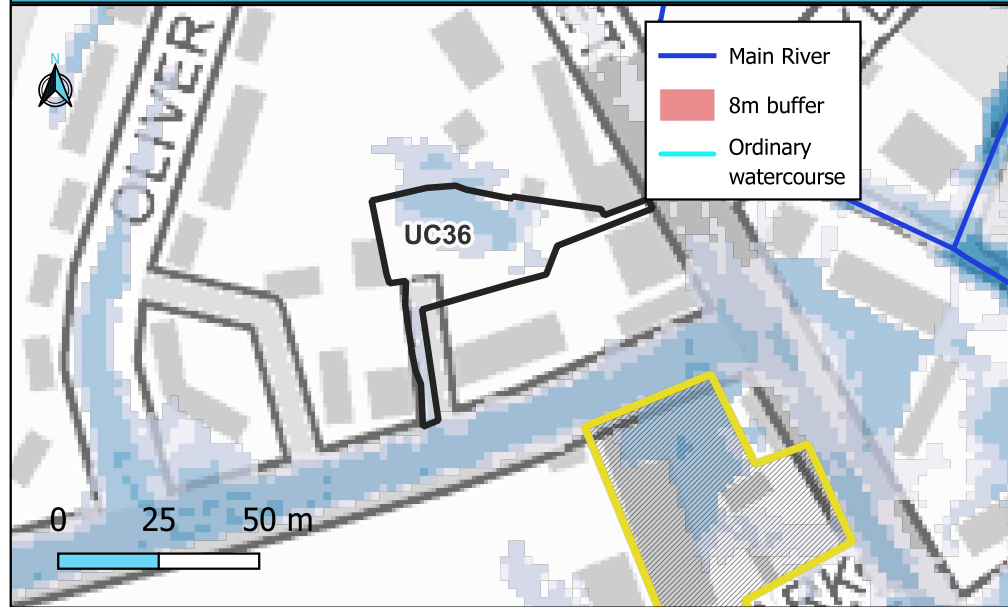 N
OLIVER
Main River
8m buffer
Ordinary
watercourse
UC36
0 25 50 m